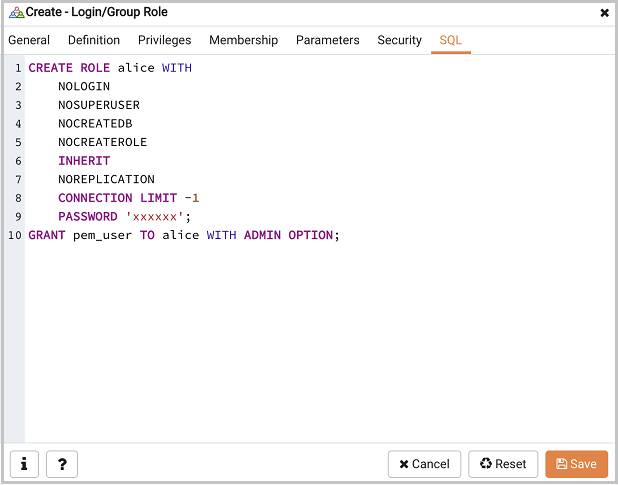 Create - Login/Group Role
General Definition Privileges Membership Parameters Security SQL
1 CREATE ROLE alice WITH
2 NOLOGIN
3 NOSUPERUSER
4 NOCREATEDB
5 NOCREATEROLE
6 INHERIT
7 NOREPLICATION
8 CONNECTION LIMIT -1
9 PASSWORD 'xxxxxx';
10 GRANT pem_user TO alice WITH ADMIN OPTION;
i ? Cancel Reset Save